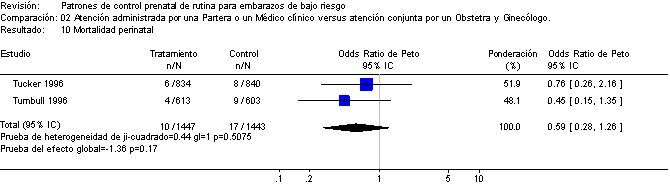 Revisión: Patrones de control prenatal de rutina para embarazos de bajo riesgo
Comparación: 02 Atención administrada por una Partera o un Médico clínico versus atención conjunta por un Obstetra y Ginecólogo.
Resultado: 10 Mortalidad perinatal
Estudio Tratamiento n/N Control n/N Odds Ratio de Peto 95% IC Ponderación (%) Odds Ratio de Peto 95% IC
Tucker 1996 6/834 8/840 51.9 0.76 [0.26, 2.16]
Turnbull 1996 4/613 9/603 48.1 0.45 [0.15, 1.35]
Total (95% IC) 10/1447 17/1443 100.0 0.59 [0.28, 1.26]
Prueba de heterogeneidad de ji-cuadrado=0.44 gl=1 p=0.5075
Prueba del efecto global=-1.36 p=0.17
.1 .2 1 5 10